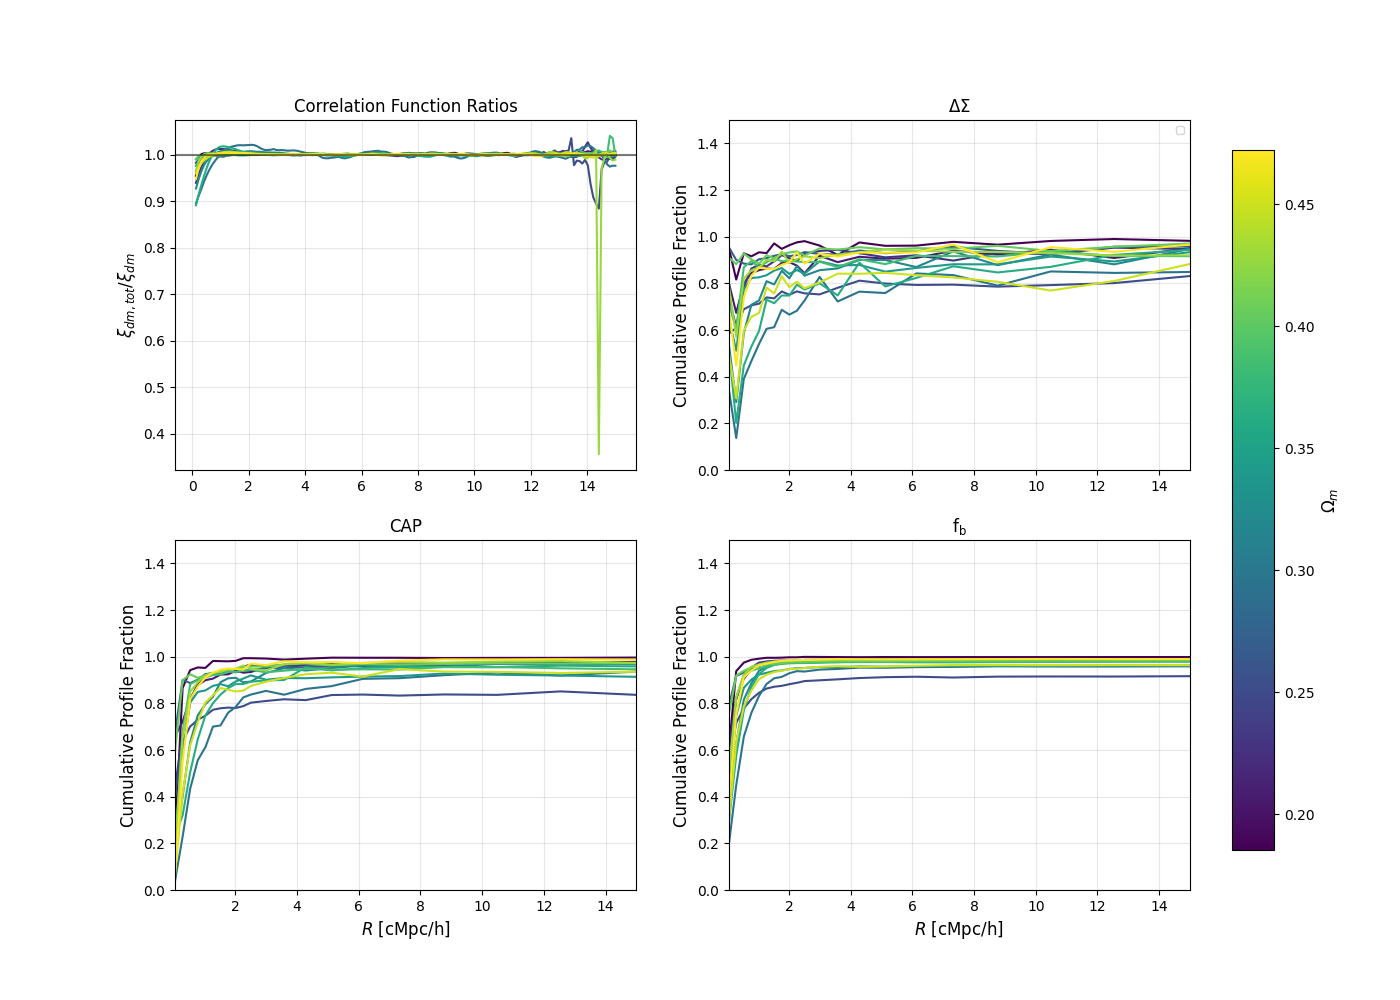 Correlation Function Ratios
ξdm, tot/ξdm
1.0
0.9
0.8
0.7
0.6
0.5
0.4
0 2 4 6 8 10 12 14
ΔΣ
Cumulative Profile Fraction
1.4
1.2
1.0
0.8
0.6
0.4
0.2
0.0
2 4 6 8 10 12 14
CAP
Cumulative Profile Fraction
1.4
1.2
1.0
0.8
0.6
0.4
0.2
0.0
2 4 6 8 10 12 14
R [cMpc/h]
fb
Cumulative Profile Fraction
1.4
1.2
1.0
0.8
0.6
0.4
0.2
0.0
2 4 6 8 10 12 14
R [cMpc/h]
0.45
0.40
0.35
0.30
0.25
0.20
Ωm